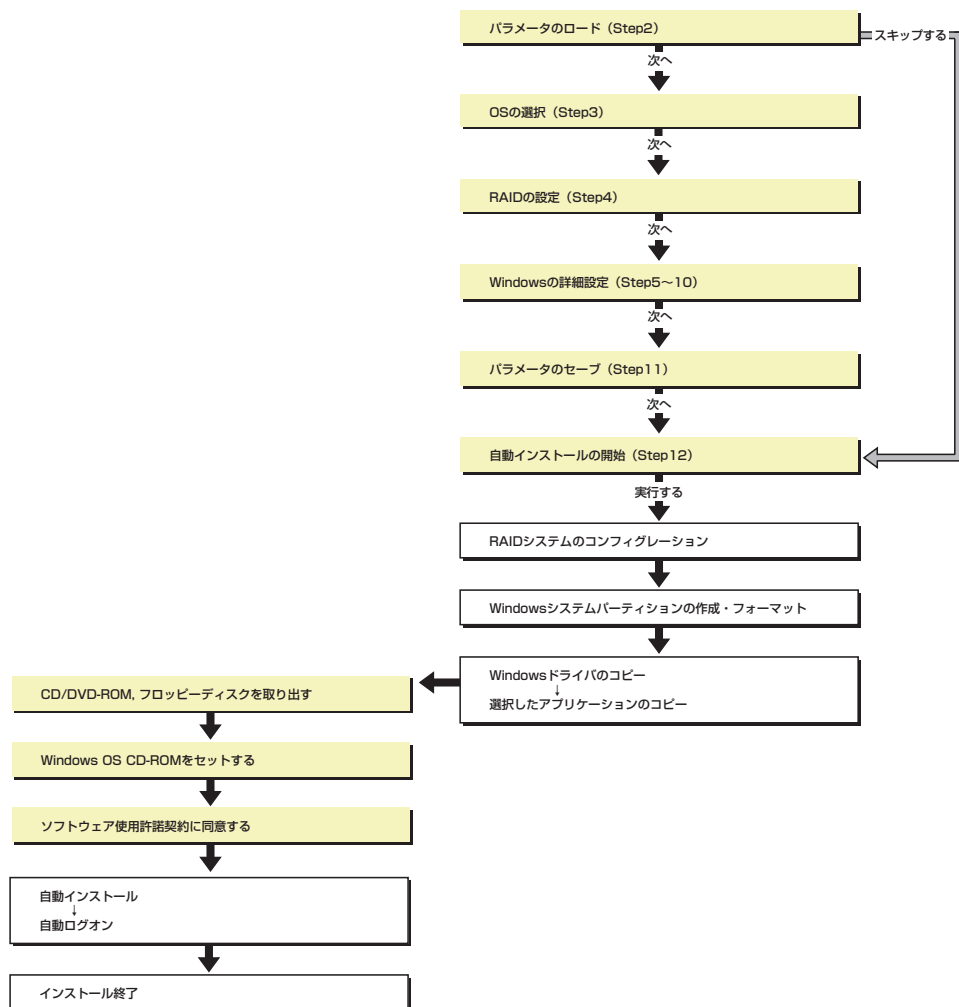 パラメータのロード（Step2）
スキップする
次へ
OSの選択（Step3）
次へ
RAIDの設定（Step4）
次へ
Windowsの詳細設定（Step5～10）
次へ
パラメータのセーブ（Step11）
次へ
自動インストールの開始（Step12）
実行する
RAIDシステムのコンフィグレーション
Windowsシステムパーティションの作成・フォーマット
Windowsドライバのコピー
↓
選択したアプリケーションのコピー
CD/DVD-ROM, フロッピーディスクを取り出す
Windows OS CD-ROMをセットする
ソフトウェア使用許諾契約に同意する
自動インストール
↓
自動ログオン
インストール終了